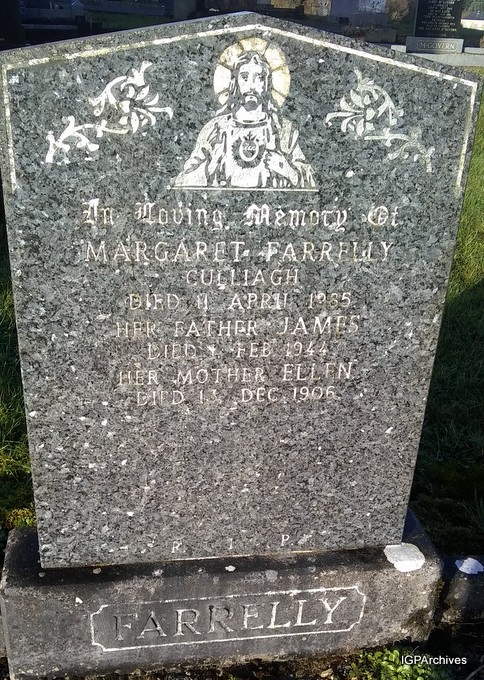 McGOVERN
In Loving Memory Of
MARGARET FARRELLY
CULLIAGH
DIED 11 APRIL 1985
HER FATHER JAMES
DIED FEB 1944
HER MOTHER ELLEN
DIED 13 DEC. 1906
R I P
FARRELLY
IGPArchives